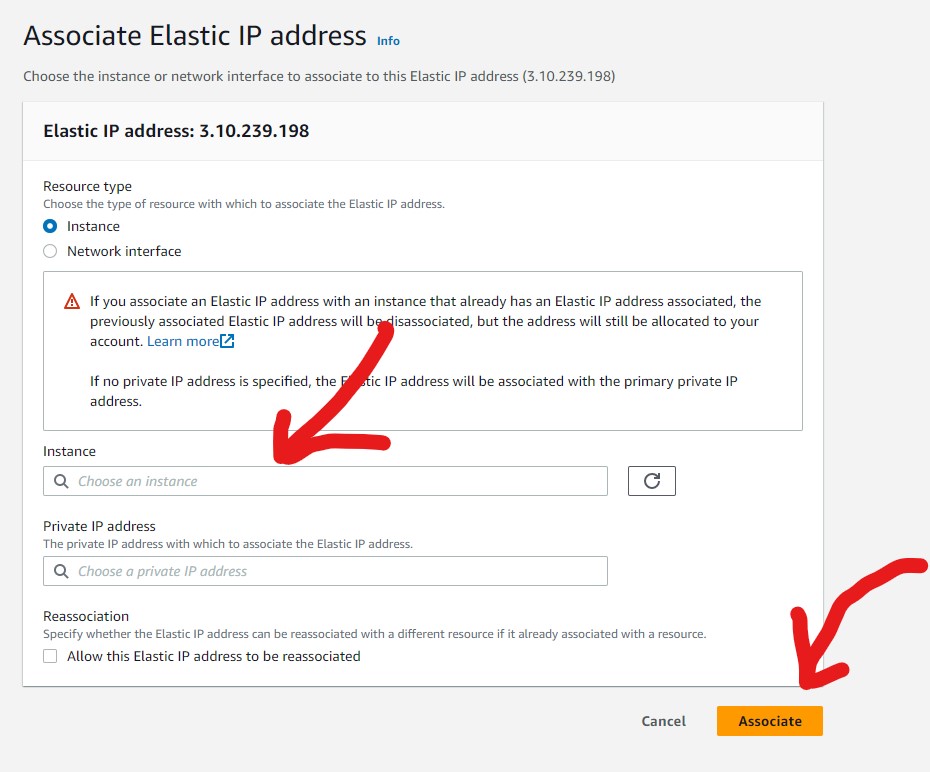 Associate Elastic IP address Info
Choose the instance or network interface to associate to this Elastic IP address (3.10.239.198)
Elastic IP address: 3.10.239.198
Resource type
Choose the type of resource with which to associate the Elastic IP address.
Instance
Network interface
If you associate an Elastic IP address with an instance that already has an Elastic IP address associated, the
previously associated Elastic IP address will be disassociated, but the address will still be allocated to your
account. Learn more
If no private IP address is specified, the Elastic IP address will be associated with the primary private IP
address.
Instance
Choose an instance
Private IP address
The private IP address with which to associate the Elastic IP address.
Choose a private IP address
Reassociation
Specify whether the Elastic IP address can be reassociated with a different resource if it already associated with a resource.
Allow this Elastic IP address to be reassociated
Cancel Associate